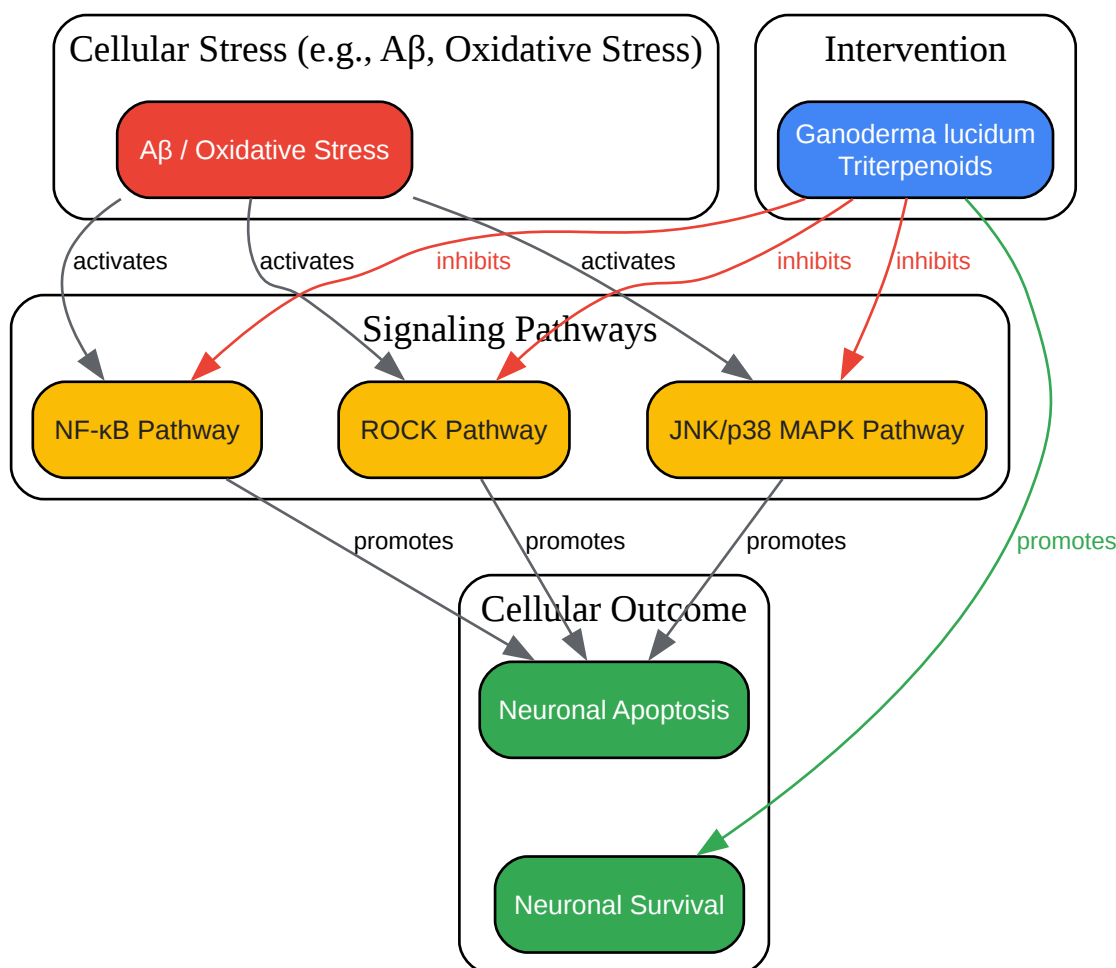 Cellular Stress (e.g., Aβ, Oxidative Stress)
Intervention
Aβ / Oxidative Stress
Ganoderma lucidum
Triterpenoids
activates
activates
inhibits
activates
inhibits
inhibits
Signaling Pathways
NF-κB Pathway
ROCK Pathway
JNK/p38 MAPK Pathway
promotes
promotes
promotes
promotes
Cellular Outcome
Neuronal Apoptosis
Neuronal Survival